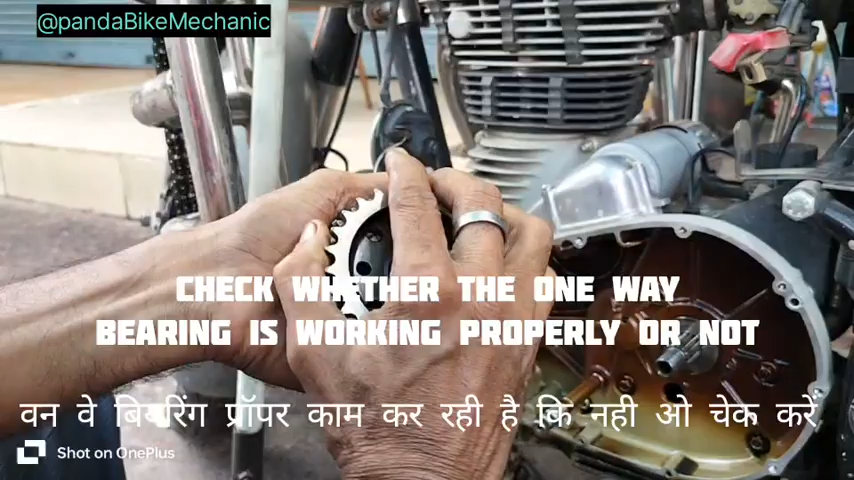 @pandaBikeMechanic
CHECK WHETHER THE ONE WAY
BEARING IS WORKING PROPERLY OR NOT
वन वे बियरिंग प्रॉपर काम कर रही है कि नही ओ चेक करें
Shot on OnePlus